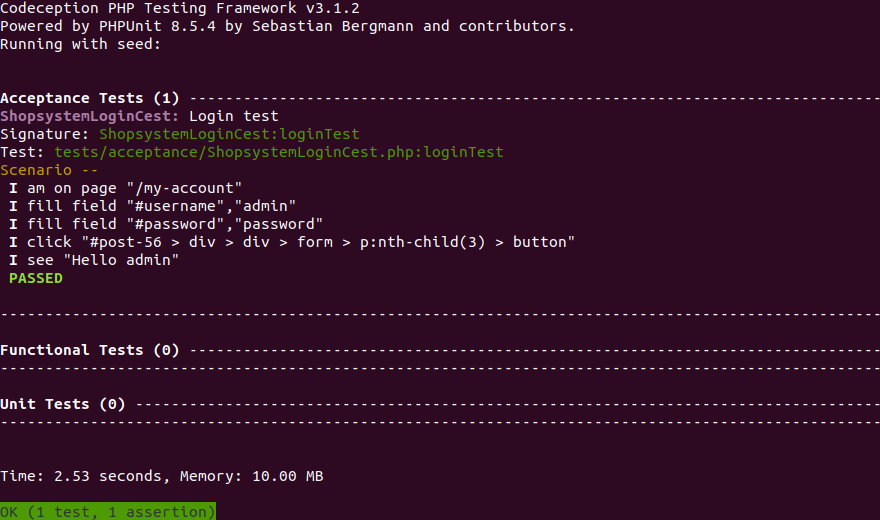 Codeception PHP Testing Framework v3.1.2
Powered by PHPUnit 8.5.4 by Sebastian Bergmann and contributors.
Running with seed:
Acceptance Tests (1) -----------------------------------------------------------------------------
ShopsystemLoginCest: Login test
Signature: ShopsystemLoginCest:loginTest
Test: tests/acceptance/ShopsystemLoginCest.php:loginTest
Scenario --
I am on page "/my-account"
I fill field "#username","admin"
I fill field "#password","password"
I click "#post-56 > div > div > form > p:nth-child(3) > button"
I see "Hello admin"
PASSED
--------------------------------------------------------------------------------------------------
Functional Tests (0) -----------------------------------------------------------------------------
--------------------------------------------------------------------------------------------------
Unit Tests (0) -----------------------------------------------------------------------------------
--------------------------------------------------------------------------------------------------
Time: 2.53 seconds, Memory: 10.00 MB
OK (1 test, 1 assertion)